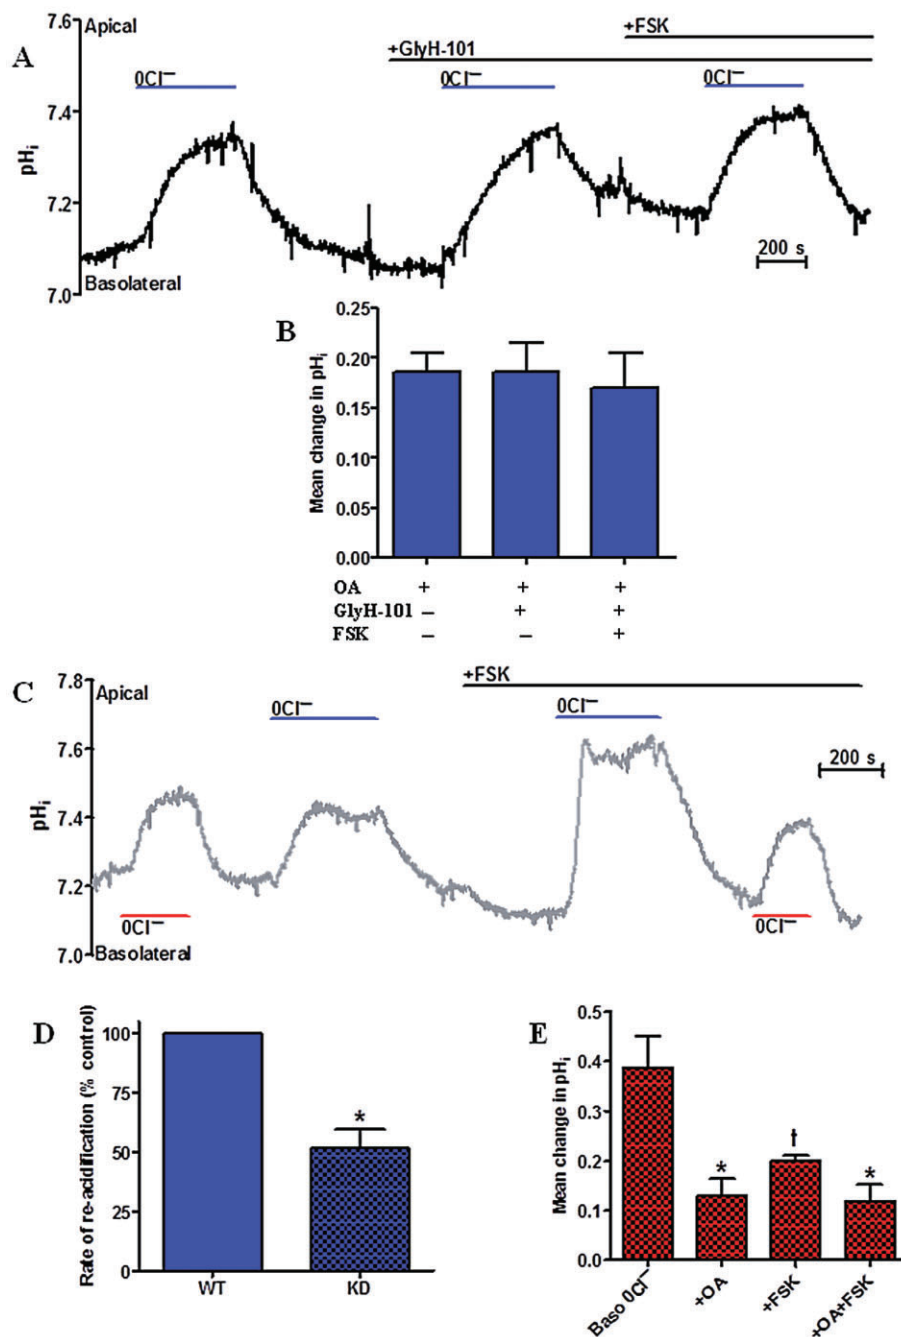 A
7.6
Apical
+FSK
+GlyH-101
0Cl—
0Cl—
0Cl—
7.4
pHi
7.2
200 s
7.0
Basolateral
B
0.25
0.20
0.15
0.10
0.05
0.00
Mean change in pHi
OA + + +
GlyH-101 – + +
FSK – – +
C
7.8
Apical
+FSK
0Cl—
0Cl—
7.6
200 s
7.4
pHi
7.2
7.0
0Cl—
0Cl—
Basolateral
D
Rate of re-acidification (% control)
100
75
50
25
0
*
WT
KD
E
Mean change in pHi
0.5
0.4
0.3
0.2
0.1
0.0
*
†
*
Baso 0Cl—
+OA
+FSK
+OA+FSK